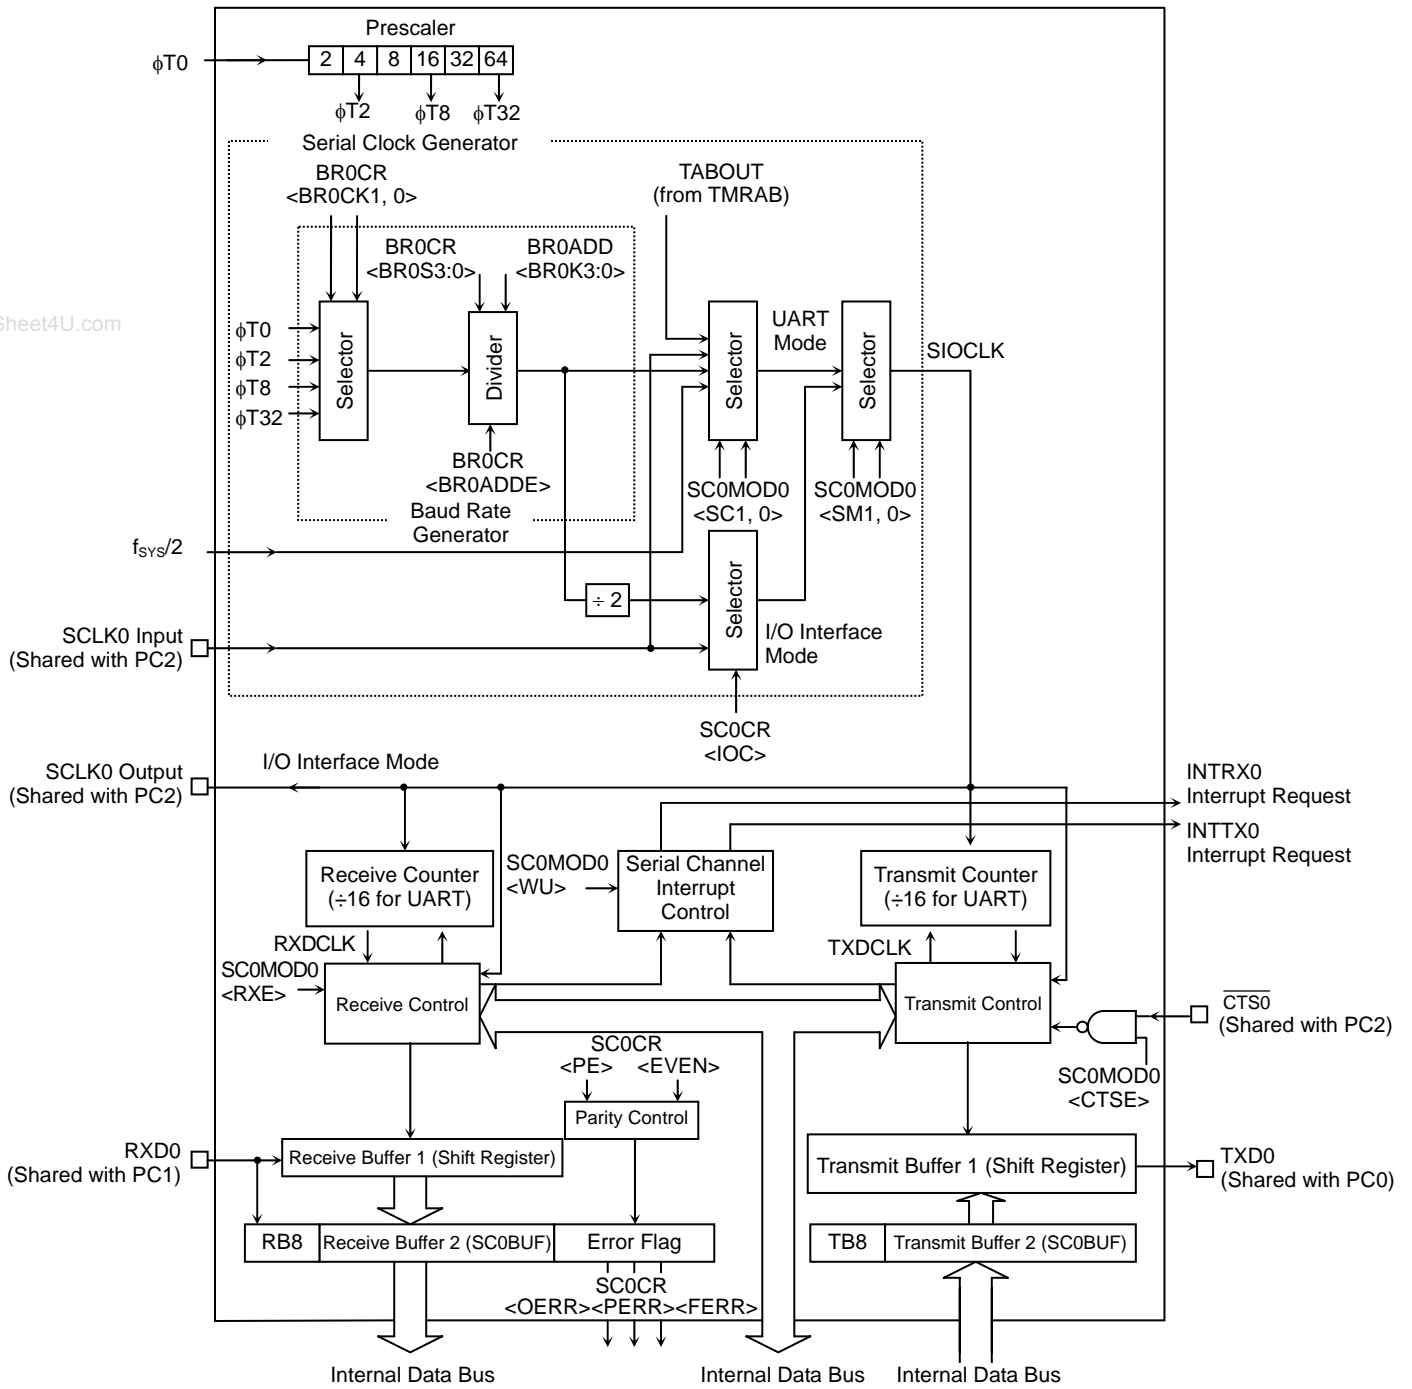 Prescaler
ϕT0
2 4 8 16 32 64
ϕT2 ϕT8 ϕT32
Serial Clock Generator
BR0CR
<BR0CK1, 0>
TABOUT
(from TMRAB)
BR0CR
<BR0S3:0>
BR0ADD
<BR0K3:0>
Sheet4U.com
ϕT0
ϕT2
ϕT8
ϕT32
Selector
Divider
Selector
UART
Mode
Selector
SIOCLK
BR0CR
<BR0ADDE>
Baud Rate
Generator
SC0MOD0
<SC1, 0>
SC0MOD0
<SM1, 0>
fSYS/2
÷ 2
Selector
I/O Interface
Mode
SCLK0 Input
(Shared with PC2)
SC0CR
<IOC>
SCLK0 Output
(Shared with PC2)
I/O Interface Mode
INTRX0
Interrupt Request
INTTX0
Interrupt Request
Receive Counter
(÷16 for UART)
SC0MOD0
<WU>
Serial Channel
Interrupt
Control
Transmit Counter
(÷16 for UART)
RXDCLK
TXDCLK
SC0MOD0
<RXE>
Receive Control
Transmit Control
CTS0
(Shared with PC2)
SC0MOD0
<CTSE>
SC0CR
<PE> <EVEN>
Parity Control
RXD0
(Shared with PC1)
Receive Buffer 1 (Shift Register)
Transmit Buffer 1 (Shift Register)
TXD0
(Shared with PC0)
RB8
Receive Buffer 2 (SC0BUF)
Error Flag
TB8
Transmit Buffer 2 (SC0BUF)
SC0CR
<OERR><PERR><FERR>
Internal Data Bus
Internal Data Bus
Internal Data Bus